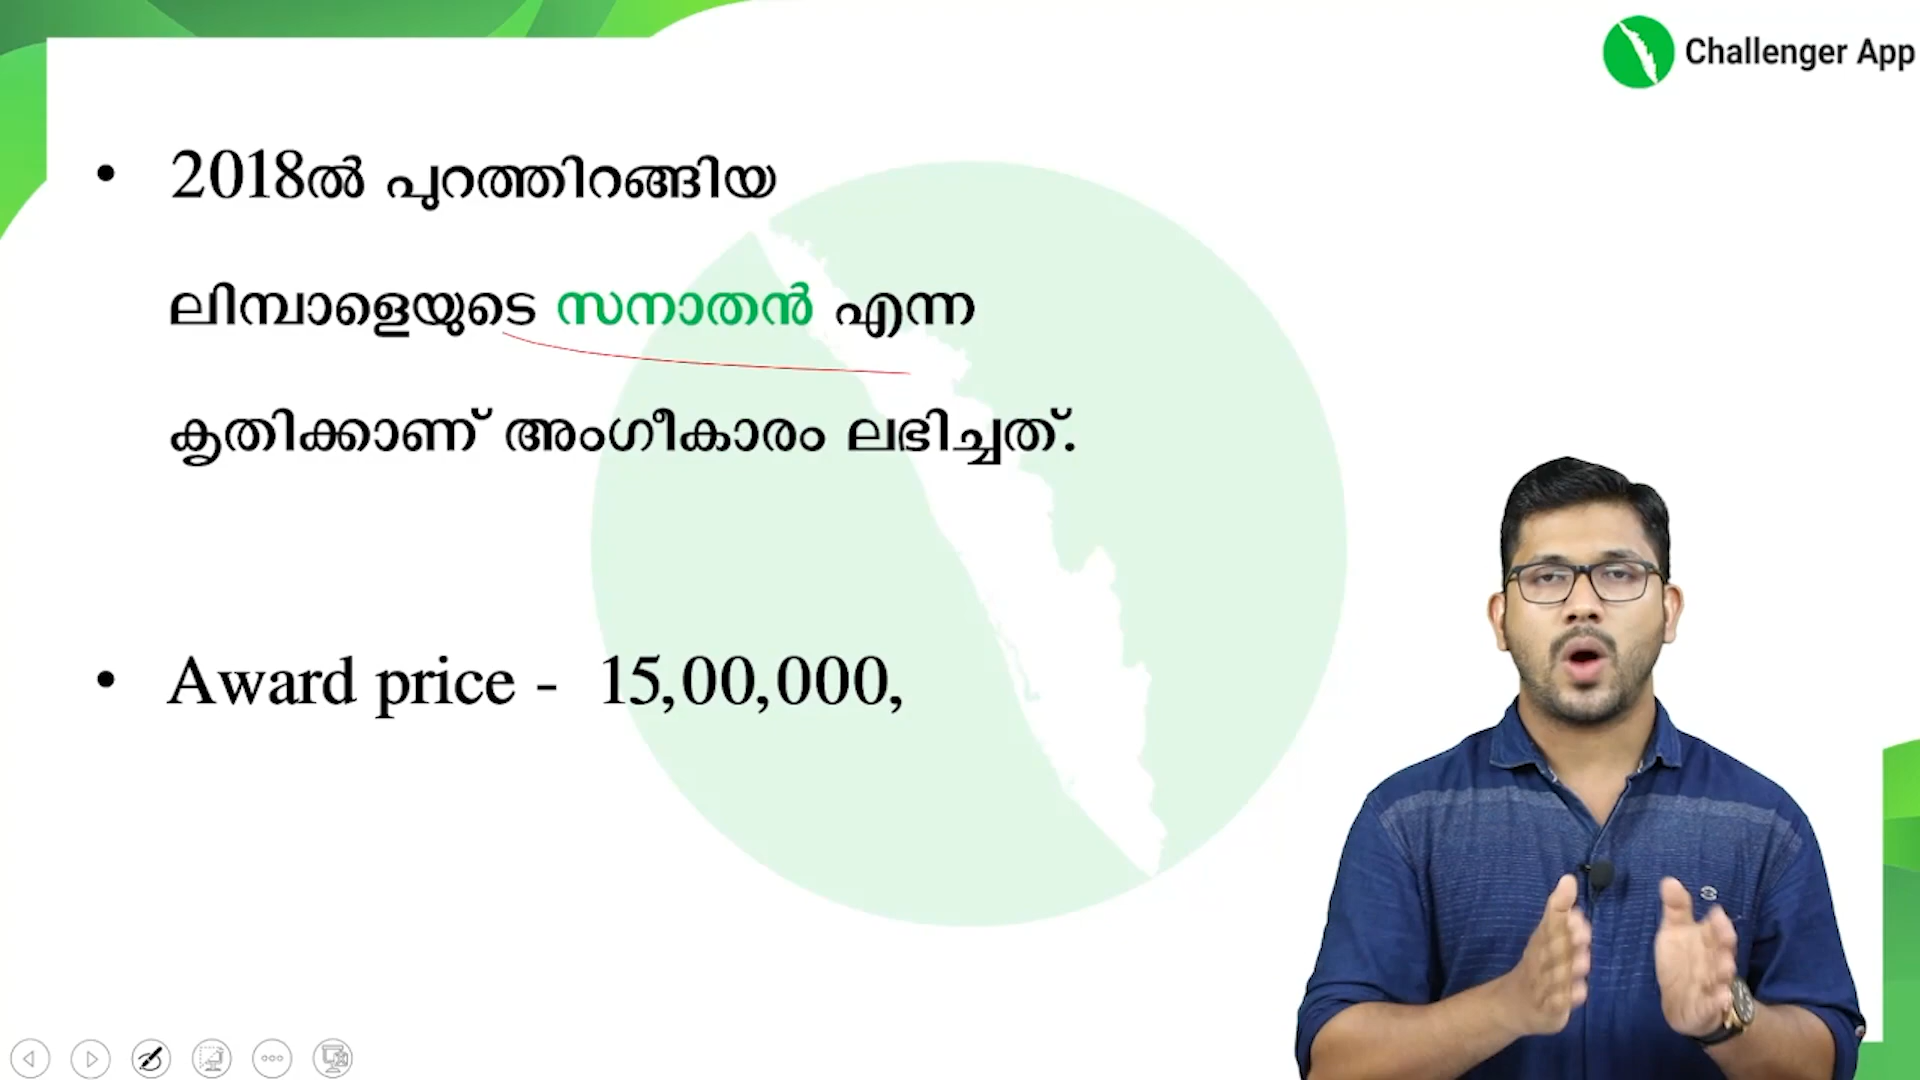 Challenger App
• 2018ൽ പുറത്തിറങ്ങിയ
ലിമ്പാളെയുടെ സനാതൻ എന്ന
കൃതിക്കാണ് അംഗീകാരം ലഭിച്ചത്.
• Award price - 15,00,000,